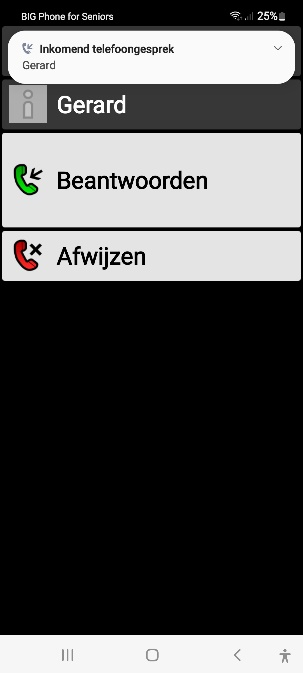 BIG Phone for Seniors 25%
Inkomend telefoongesprek
Gerard
Gerard
Beantwoorden
Afwijzen